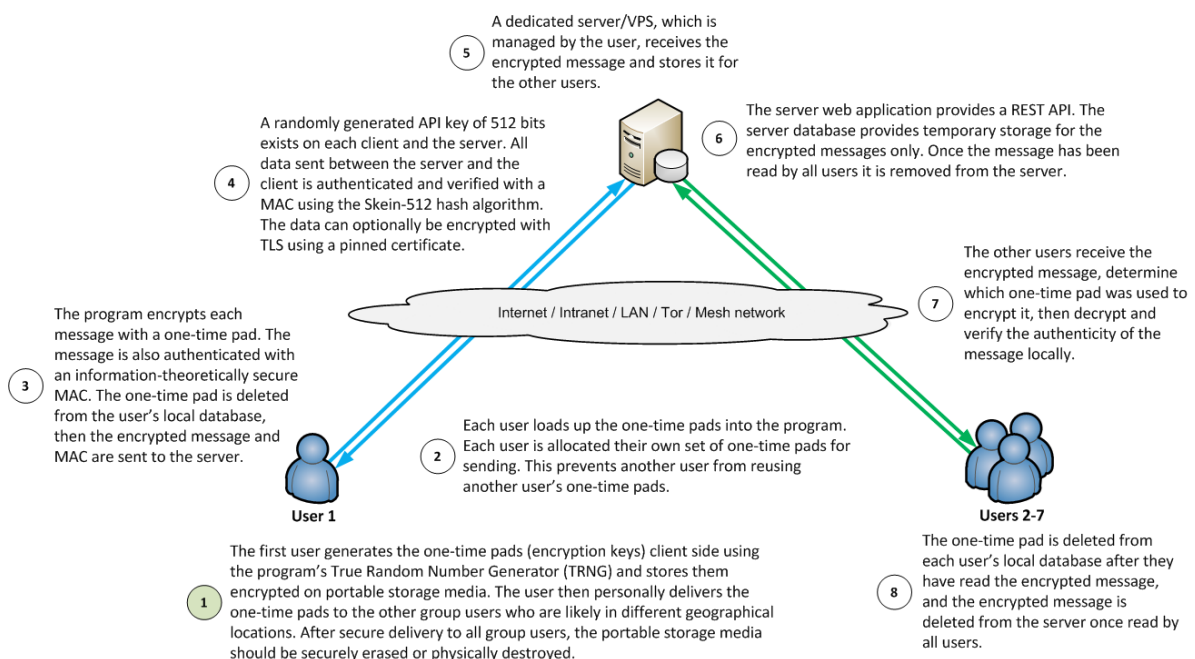 5
A dedicated server/VPS, which is
managed by the user, receives the
encrypted message and stores it for
the other users.
4
A randomly generated API key of 512 bits
exists on each client and the server. All
data sent between the server and the
client is authenticated and verified with a
MAC using the Skein-512 hash algorithm.
The data can optionally be encrypted with
TLS using a pinned certificate.
6
The server web application provides a REST API. The
server database provides temporary storage for the
encrypted messages only. Once the message has been
read by all users it is removed from the server.
Internet / Intranet / LAN / Tor / Mesh network
7
The other users receive the
encrypted message, determine
which one-time pad was used to
encrypt it, then decrypt and
verify the authenticity of the
message locally.
3
The program encrypts each
message with a one-time pad. The
message is also authenticated with
an information-theoretically secure
MAC. The one-time pad is deleted
from the user's local database,
then the encrypted message and
MAC are sent to the server.
2
Each user loads up the one-time pads into the program.
Each user is allocated their own set of one-time pads for
sending. This prevents another user from reusing
another user's one-time pads.
User 1
Users 2-7
1
The first user generates the one-time pads (encryption keys) client side using
the program's True Random Number Generator (TRNG) and stores them
encrypted on portable storage media. The user then personally delivers the
one-time pads to the other group users who are likely in different geographical
locations. After secure delivery to all group users, the portable storage media
should be securely erased or physically destroyed.
8
The one-time pad is deleted from
each user's local database after they
have read the encrypted message,
and the encrypted message is
deleted from the server once read by
all users.